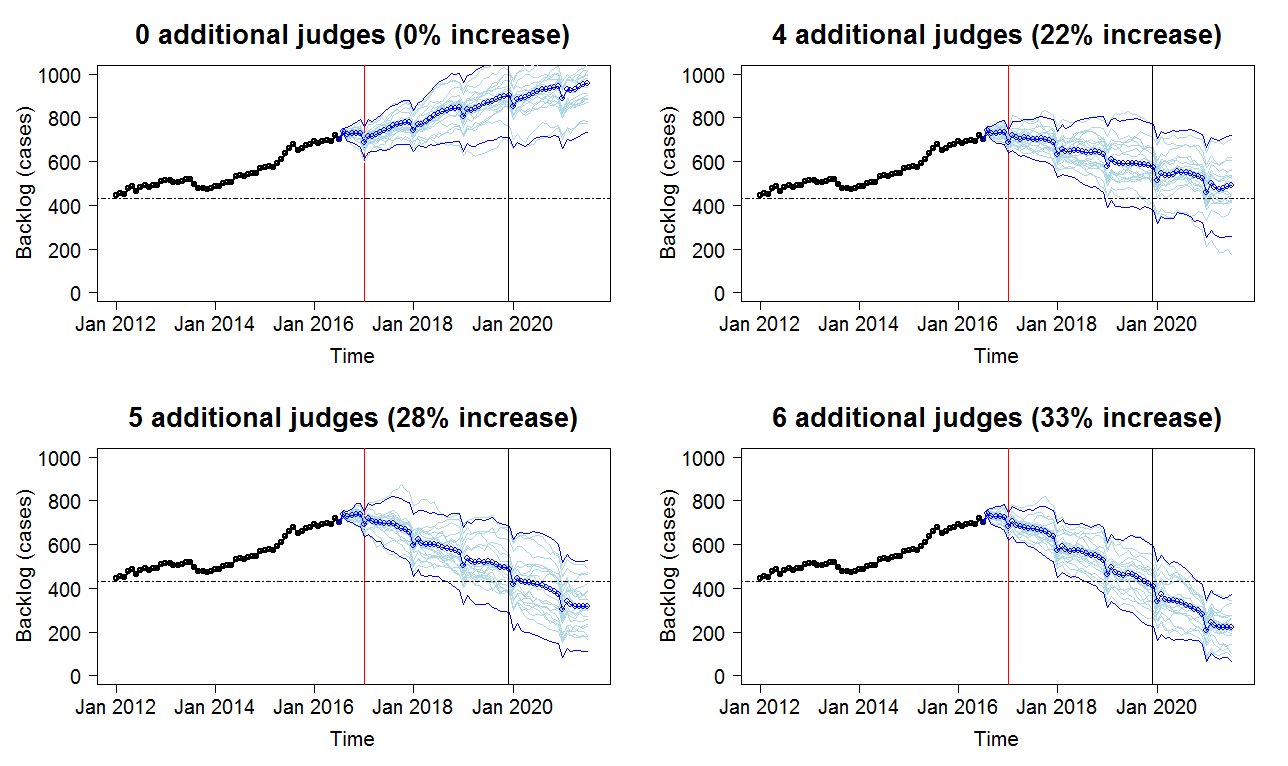 0 additional judges (0% increase)
Backlog (cases)
1000
800
600
400
200
0
Jan 2012 Jan 2014 Jan 2016 Jan 2018 Jan 2020
Time
4 additional judges (22% increase)
Backlog (cases)
1000
800
600
400
200
0
Jan 2012 Jan 2014 Jan 2016 Jan 2018 Jan 2020
Time
5 additional judges (28% increase)
Backlog (cases)
1000
800
600
400
200
0
Jan 2012 Jan 2014 Jan 2016 Jan 2018 Jan 2020
Time
6 additional judges (33% increase)
Backlog (cases)
1000
800
600
400
200
0
Jan 2012 Jan 2014 Jan 2016 Jan 2018 Jan 2020
Time